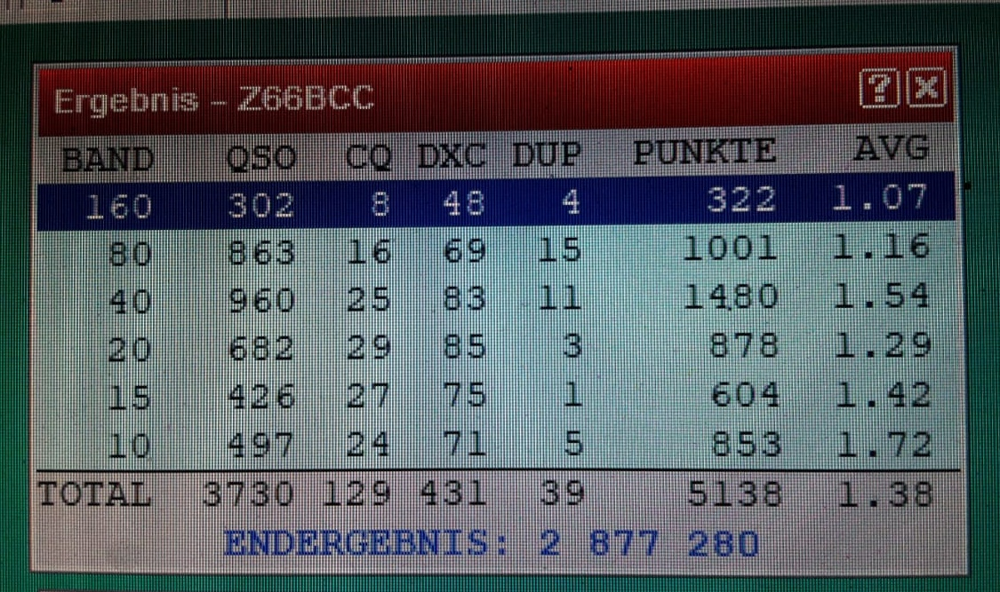 Ergebnis - Z66BCC ? X
BAND QSO CQ DXC DUP PUNKTE AVG
160 302 8 48 4 322 1.07
80 863 16 69 15 1001 1.16
40 960 25 83 11 1480 1.54
20 682 29 85 3 878 1.29
15 426 27 75 1 604 1.42
10 497 24 71 5 853 1.72
TOTAL 3730 129 431 39 5138 1.38
ENDERGEBNIS: 2 877 280